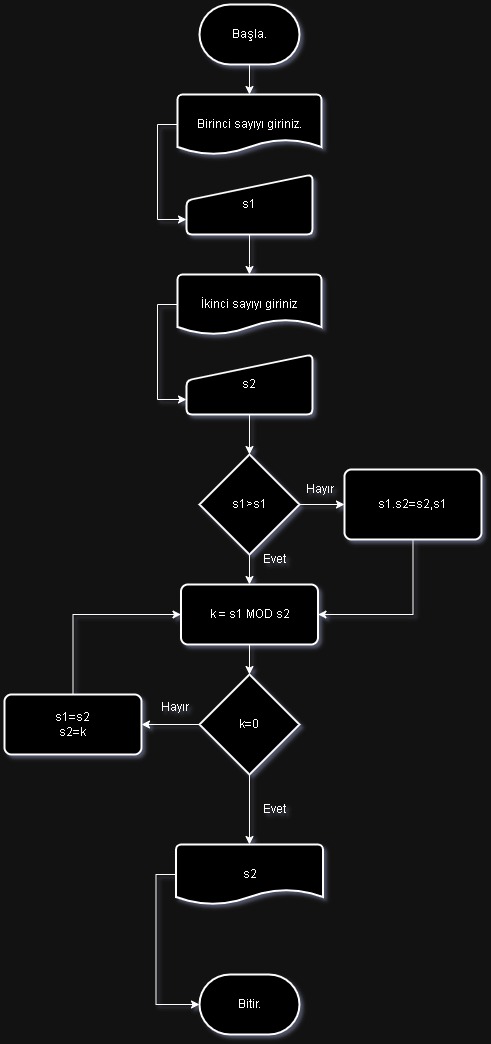 Başla.
Birinci sayıyı giriniz.
s1
İkinci sayıyı giriniz
s2
s1>s1
Hayır
s1.s2=s2,s1
Evet
k = s1 MOD s2
k=0
Hayır
s1=s2
s2=k
Evet
s2
Bitir.